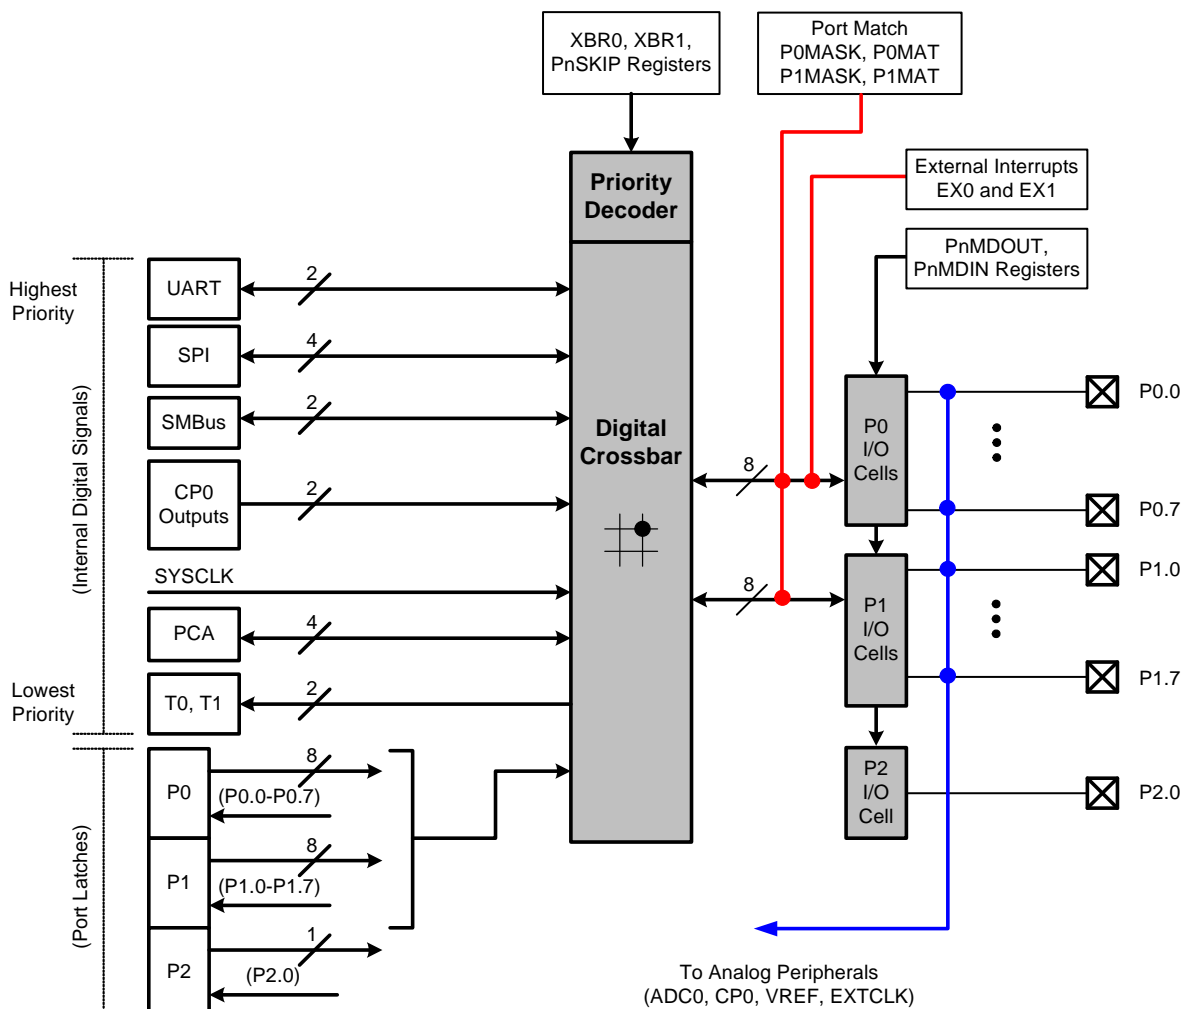 XBR0, XBR1,
PnSKIP Registers
Port Match
P0MASK, P0MAT
P1MASK, P1MAT
External Interrupts
EX0 and EX1
PnMDOUT,
PnMDIN Registers
Priority
Decoder
Digital
Crossbar
Highest
Priority
(Internal Digital Signals)
Lowest
Priority
(Port Latches)
UART
2
SPI
4
SMBus
2
CP0
Outputs
2
SYSCLK
PCA
4
T0, T1
2
P0
8
(P0.0-P0.7)
P1
8
(P1.0-P1.7)
P2
1
(P2.0)
8
8
P0
I/O
Cells
P1
I/O
Cells
P2
I/O
Cell
P0.0
P0.7
P1.0
P1.7
P2.0
To Analog Peripherals
(ADC0, CP0, VREF, EXTCLK)